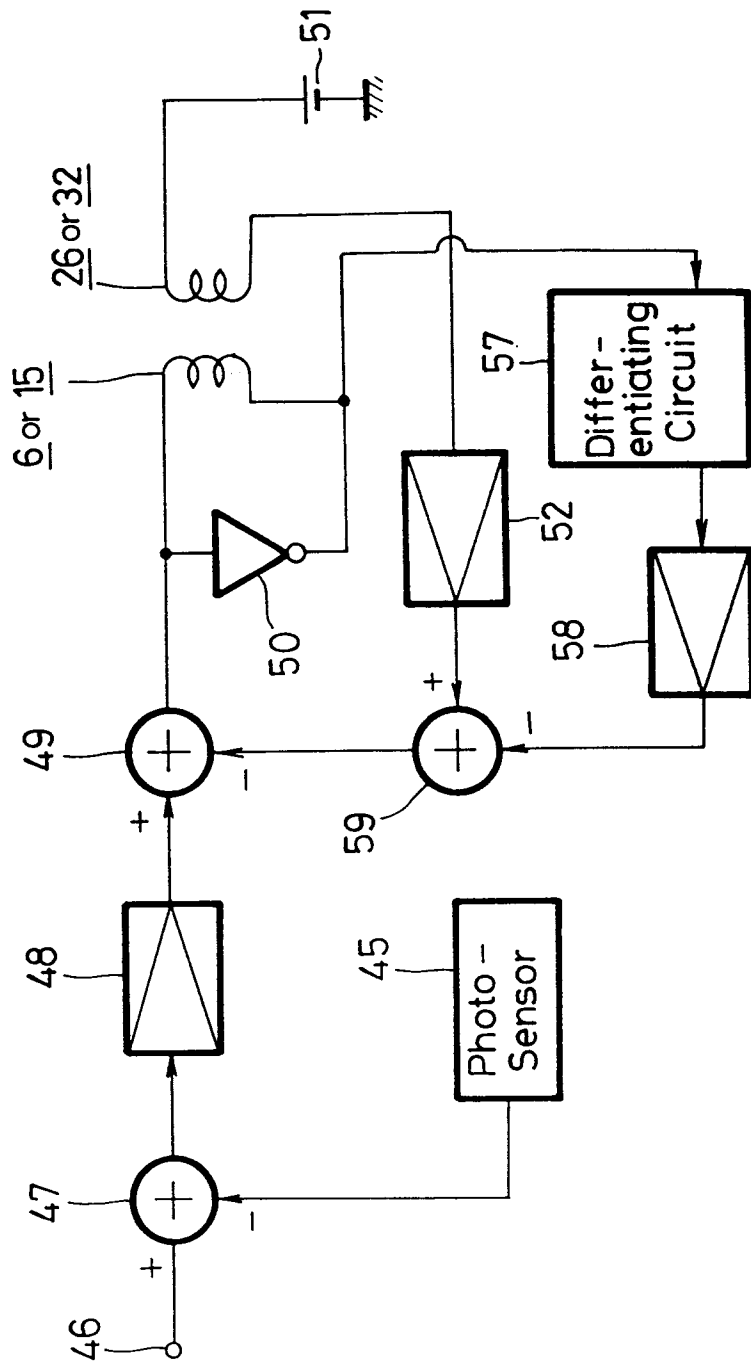 6 or 15
26 or 32
51
49
50
48
47
46
+
-
+
-
+
-
59
52
57
Differ-
entiating
Circuit
58
45
Photo-
Sensor